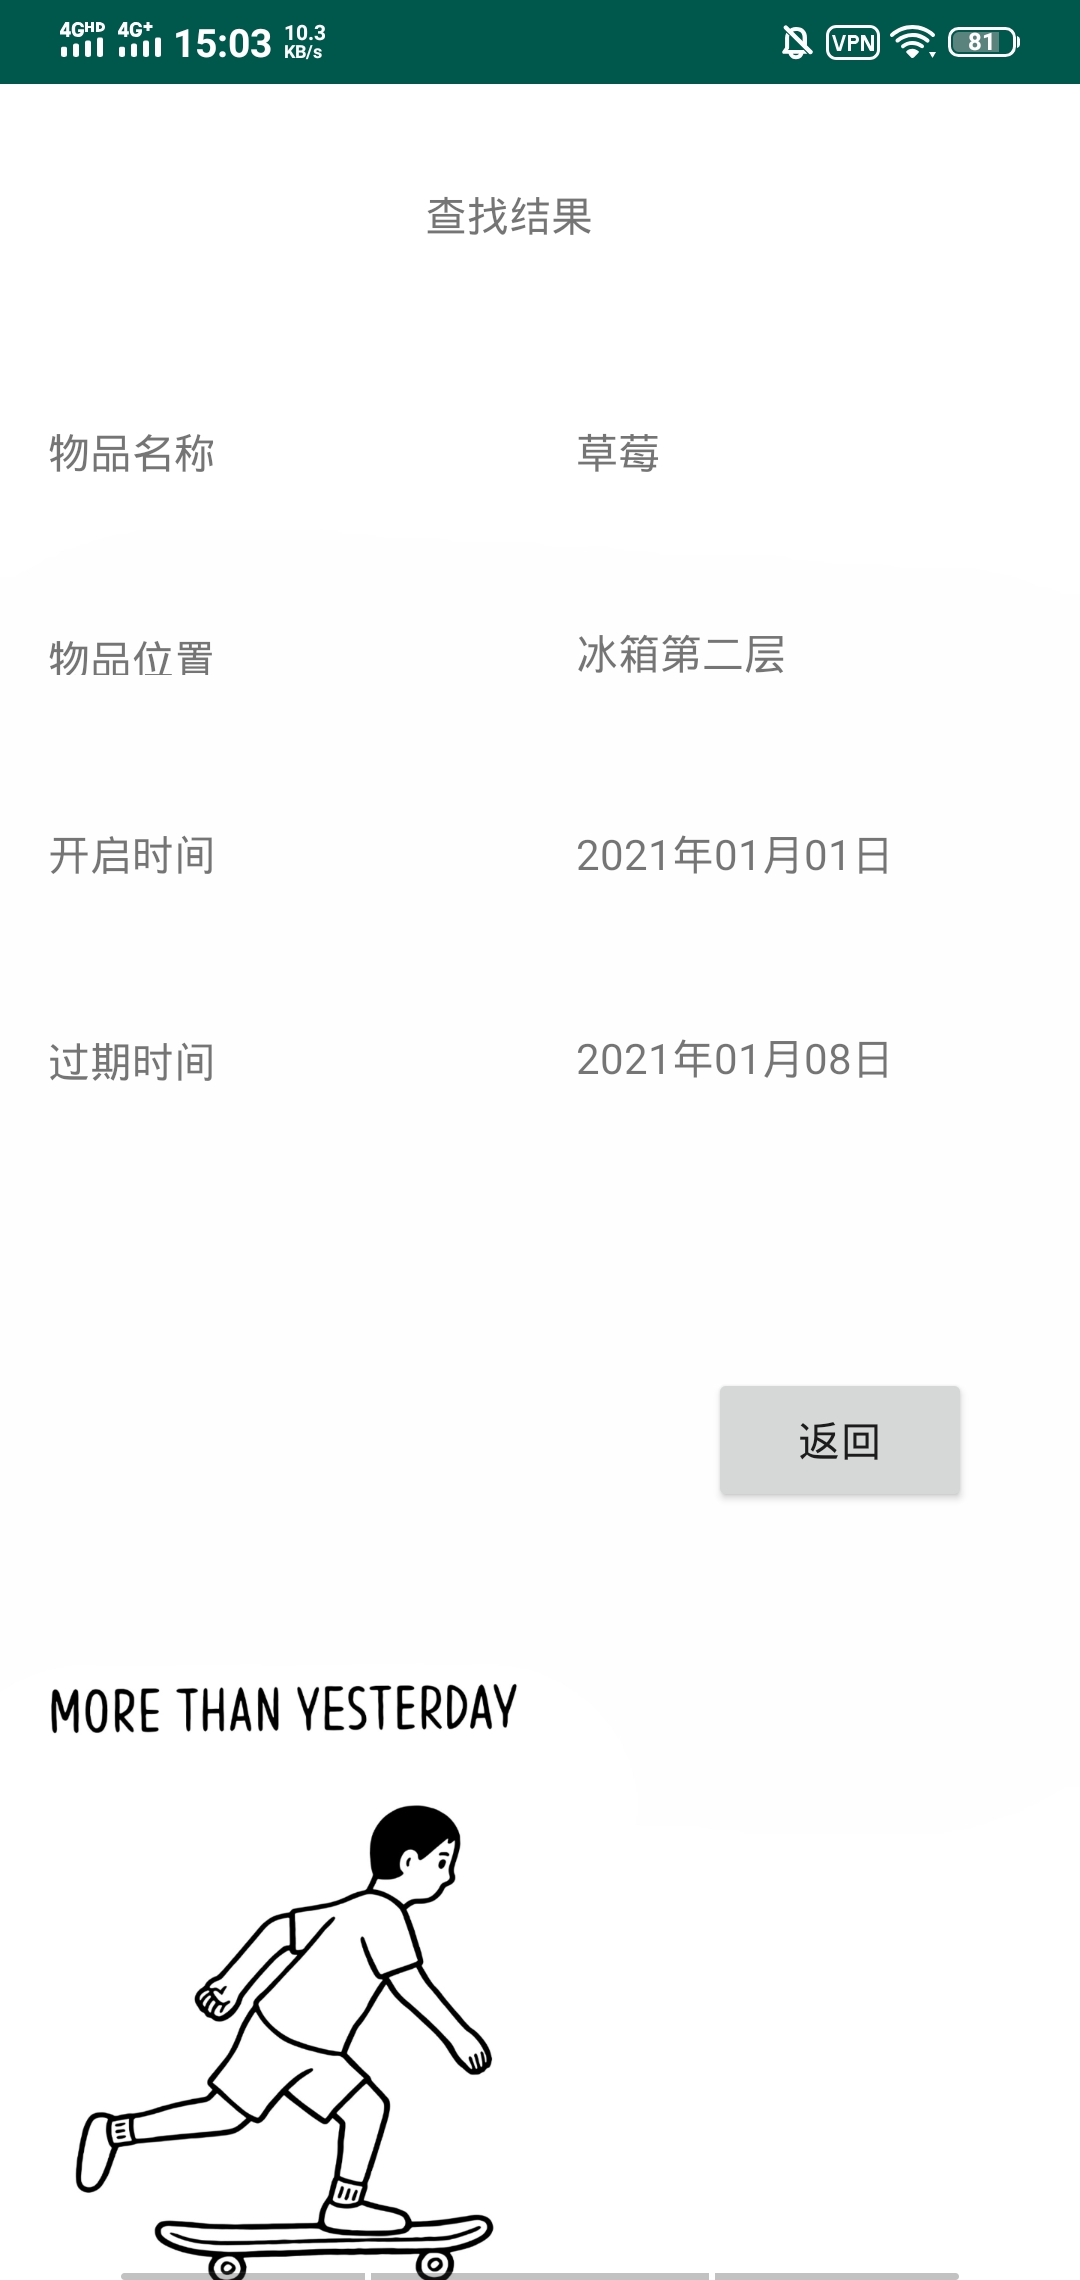 4GHD 4G+ 15:03 10.3 KB/s VPN 81
查找结果
物品名称 草莓
物品位置 冰箱第二层
开启时间 2021年01月01日
过期时间 2021年01月08日
返回
MORE THAN YESTERDAY